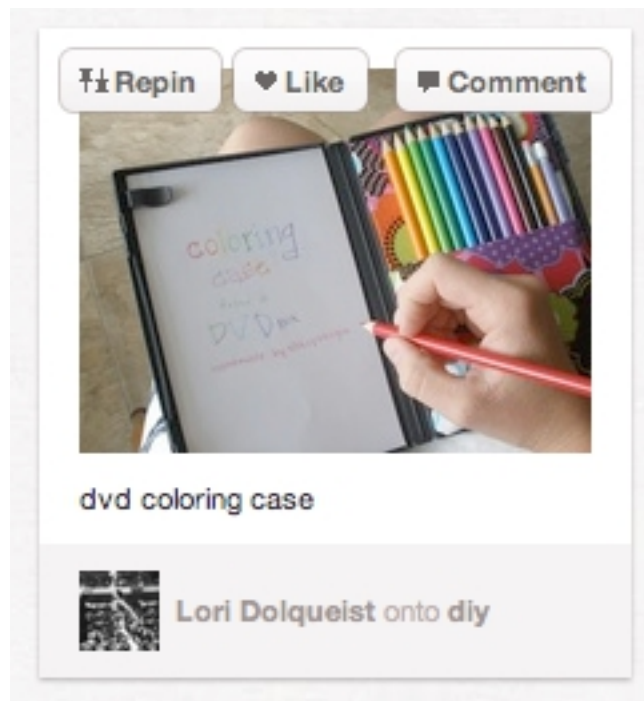 Repin Like Comment
coloring
case
DVD
dvd coloring case
Lori Dolqueist onto diy